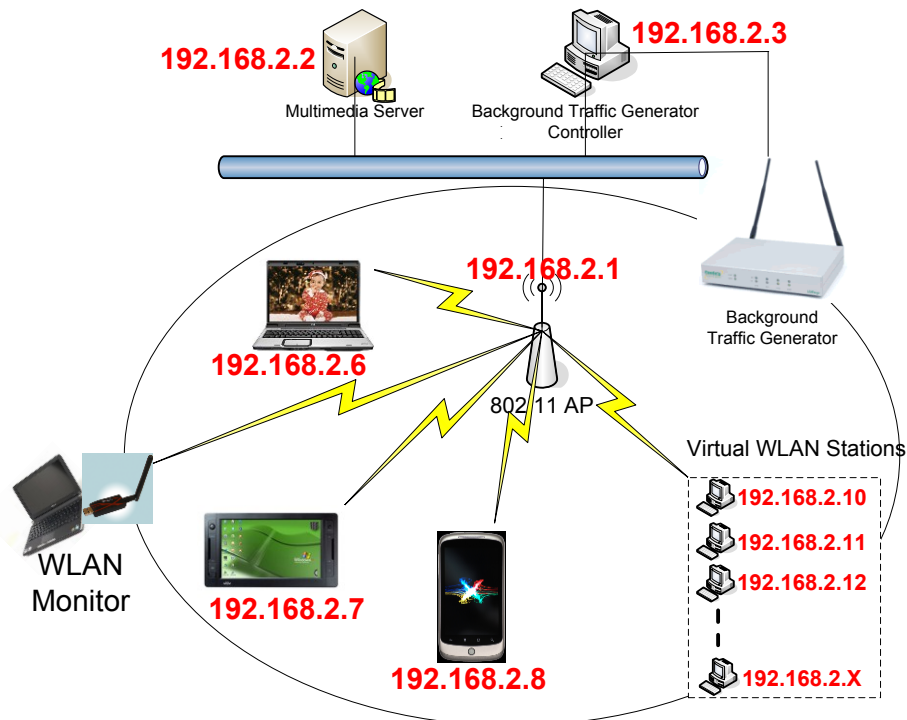 192.168.2.2
192.168.2.3
Multimedia Server
Background Traffic Generator
Controller
192.168.2.1
192.168.2.6
Background
Traffic Generator
802.11 AP
Virtual WLAN Stations
192.168.2.10
192.168.2.11
192.168.2.12
192.168.2.X
WLAN
Monitor
192.168.2.7
192.168.2.8